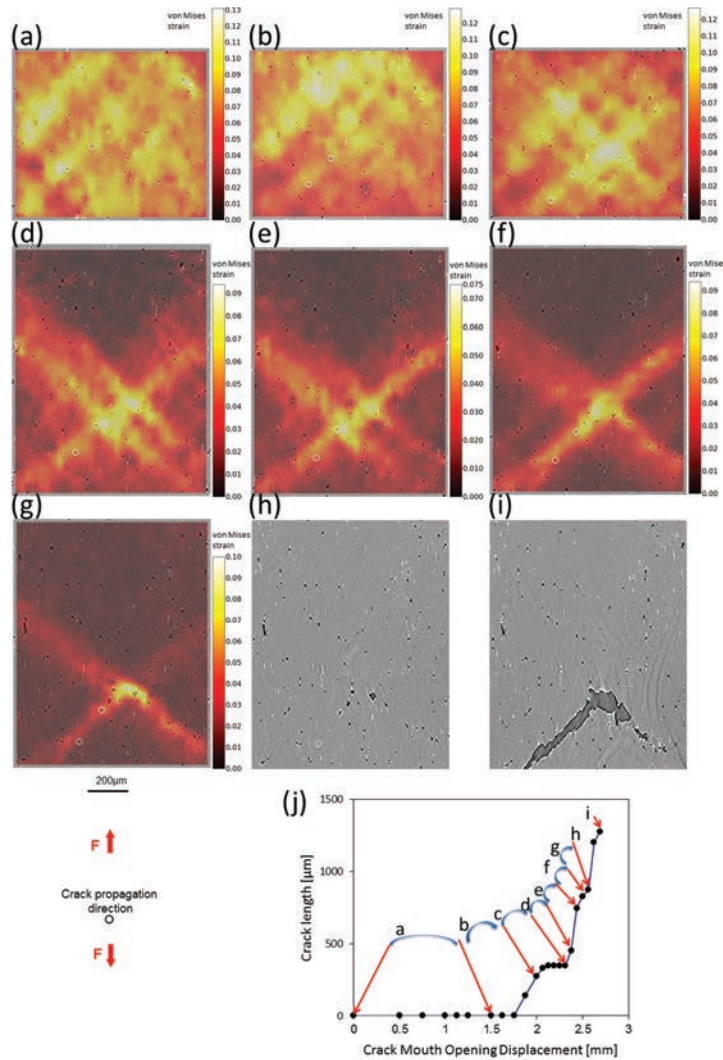 (a)
von Mises
strain
0.13
0.12
0.11
0.10
0.09
0.08
0.07
0.06
0.05
0.04
0.03
0.02
0.01
0.00
(b)
von Mises
strain
0.12
0.11
0.10
0.09
0.08
0.07
0.06
0.05
0.04
0.03
0.02
0.01
0.00
(c)
von Mises
strain
0.12
0.11
0.10
0.09
0.08
0.07
0.06
0.05
0.04
0.03
0.02
0.01
0.00
(d)
von Mises
strain
0.09
0.08
0.07
0.06
0.05
0.04
0.03
0.02
0.01
0.00
(e)
von Mises
strain
0.075
0.070
0.060
0.050
0.040
0.030
0.020
0.010
0.000
(f)
von Mises
strain
0.09
0.08
0.07
0.06
0.05
0.04
0.03
0.02
0.01
0.00
(g)
von Mises
strain
0.10
0.09
0.08
0.07
0.06
0.05
0.04
0.03
0.02
0.01
0.00
(h)
(i)
200μm
F
Crack propagation
direction
F
(j)
Crack length [μm]
1500
1000
500
0
a
b
c
d
e
f
g
h
i
0 0.5 1 1.5 2 2.5 3
Crack Mouth Opening Displacement [mm]